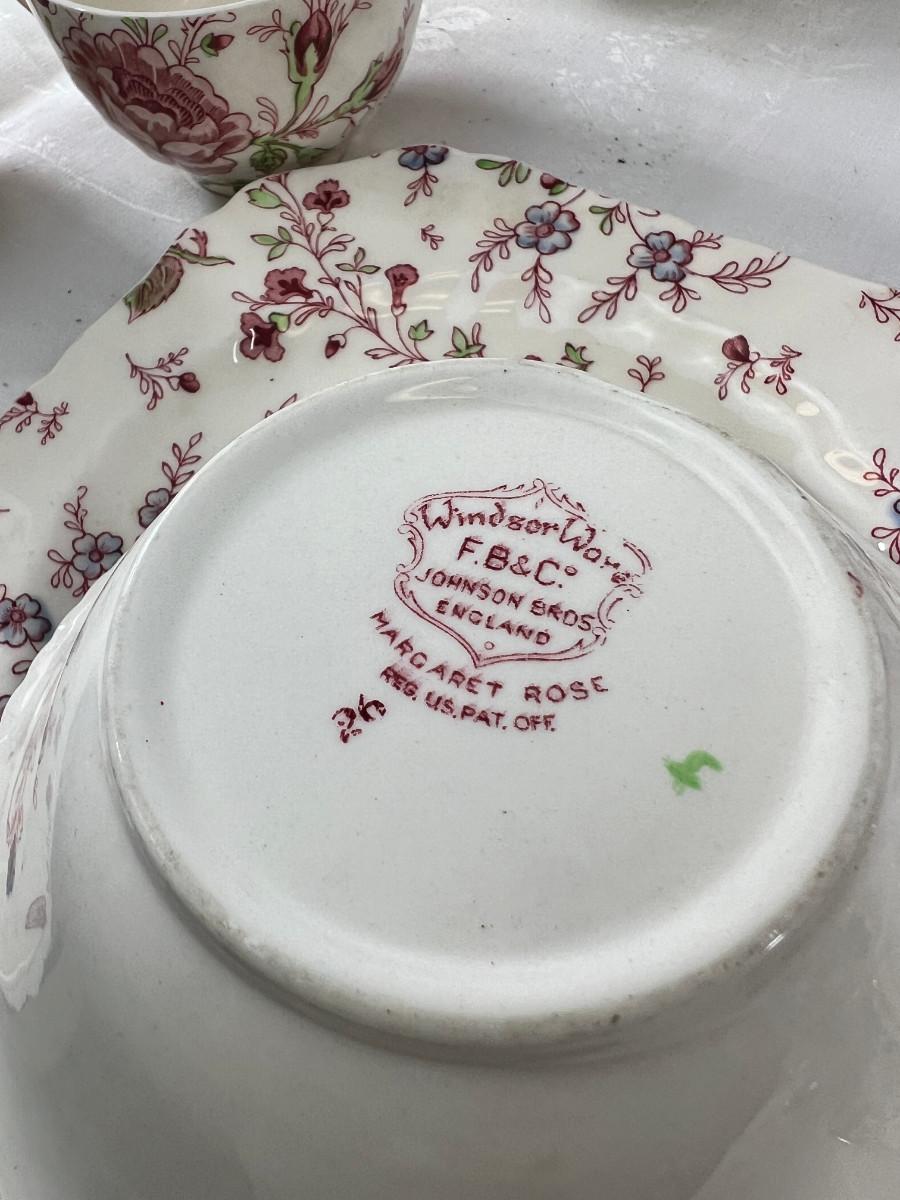 Windsor Ware
F.B&Cº
JOHNSON BROS
ENGLAND
MARGARET ROSE
REG. US. PAT. OFF.
26